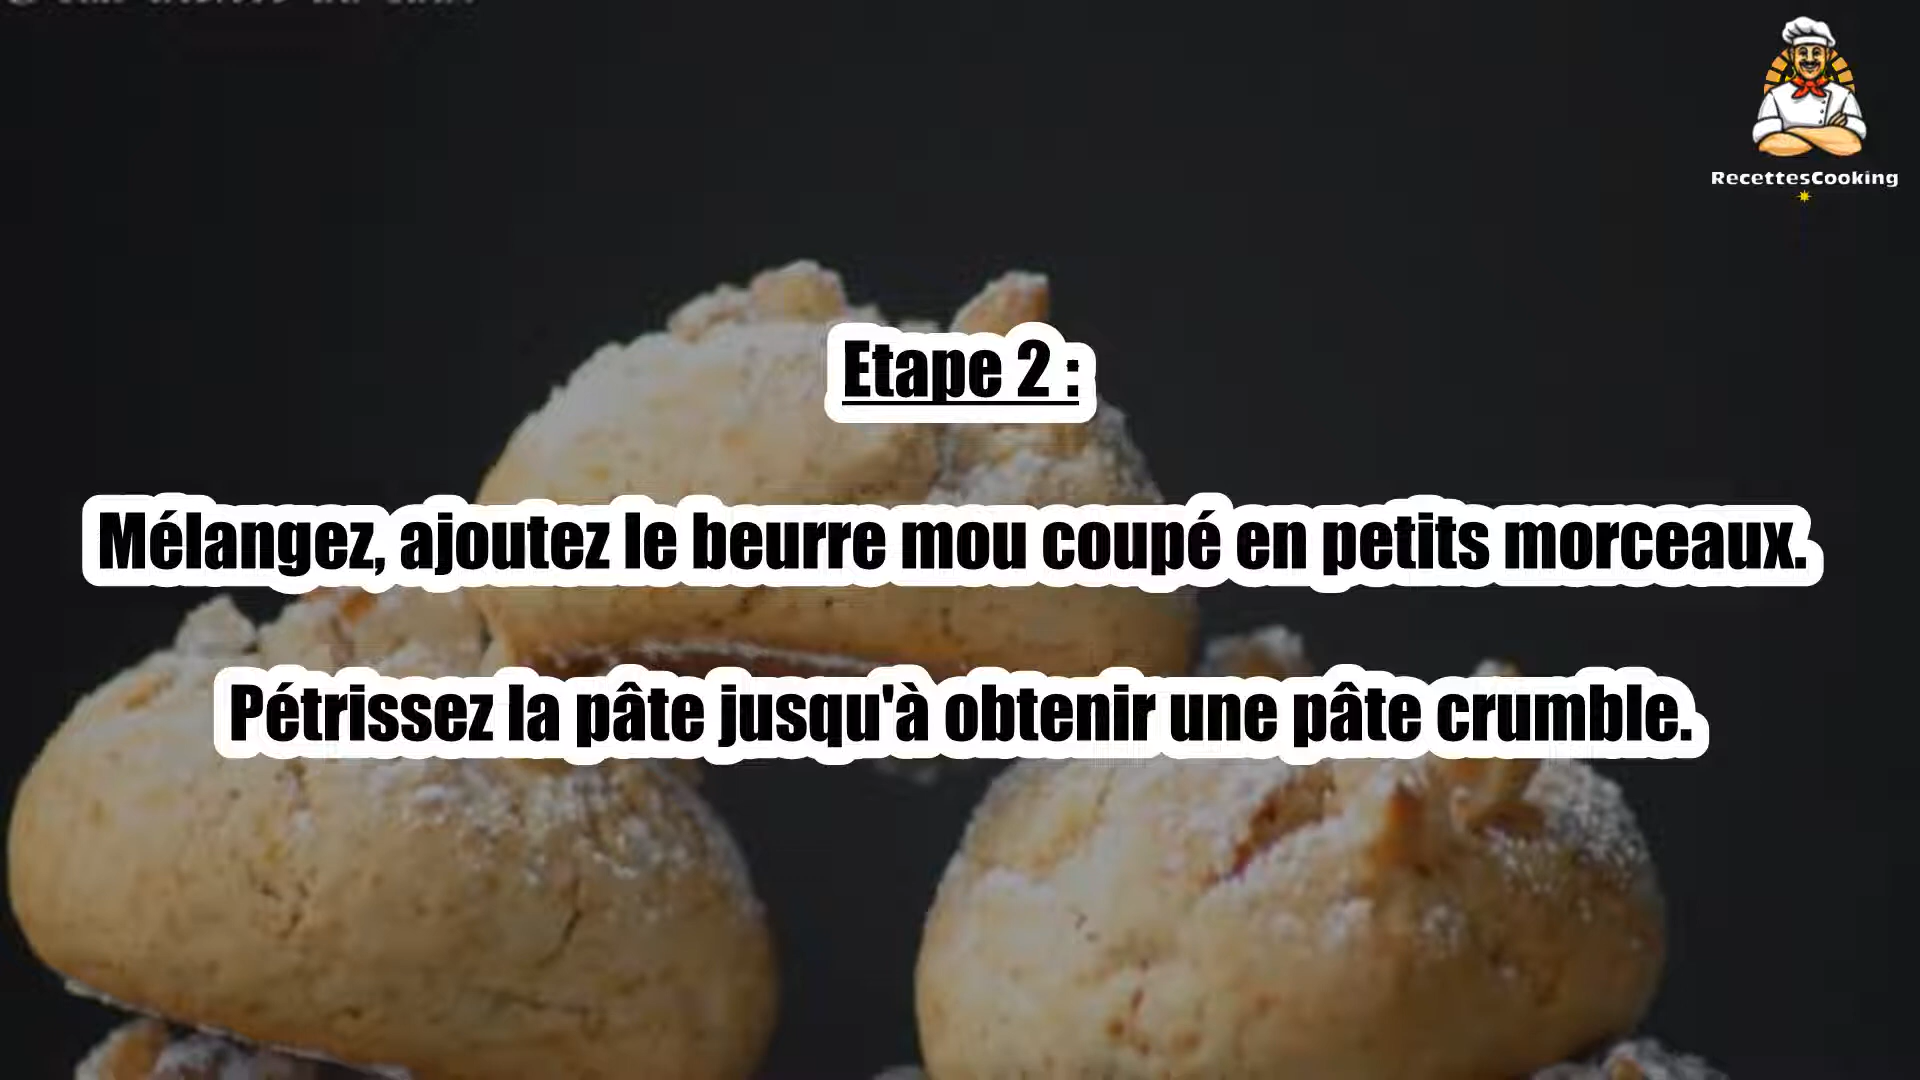 RecettesCooking
Etape 2 :
Mélangez, ajoutez le beurre mou coupé en petits morceaux.
Pétrissez la pâte jusqu'à obtenir une pâte crumble.